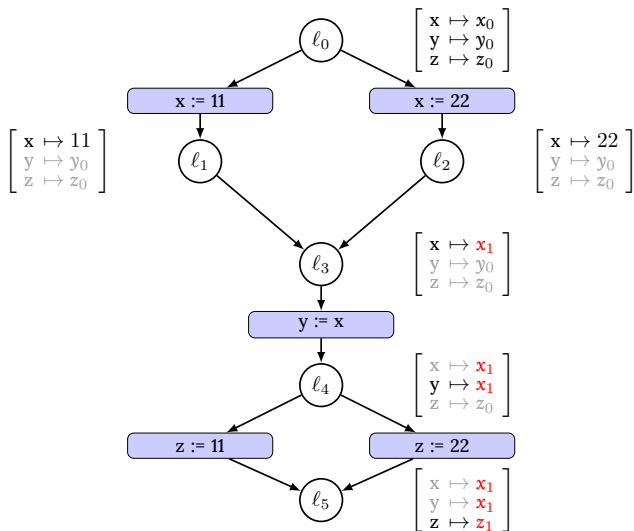 ℓ₀
x ↦ x₀
y ↦ y₀
z ↦ z₀
x := 11
x := 22
x ↦ 11
y ↦ y₀
z ↦ z₀
ℓ₁
ℓ₂
x ↦ 22
y ↦ y₀
z ↦ z₀
ℓ₃
x ↦ x₁
y ↦ y₀
z ↦ z₀
y := x
ℓ₄
x ↦ x₁
y ↦ x₁
z ↦ z₀
z := 11
z := 22
ℓ₅
x ↦ x₁
y ↦ x₁
z ↦ z₁